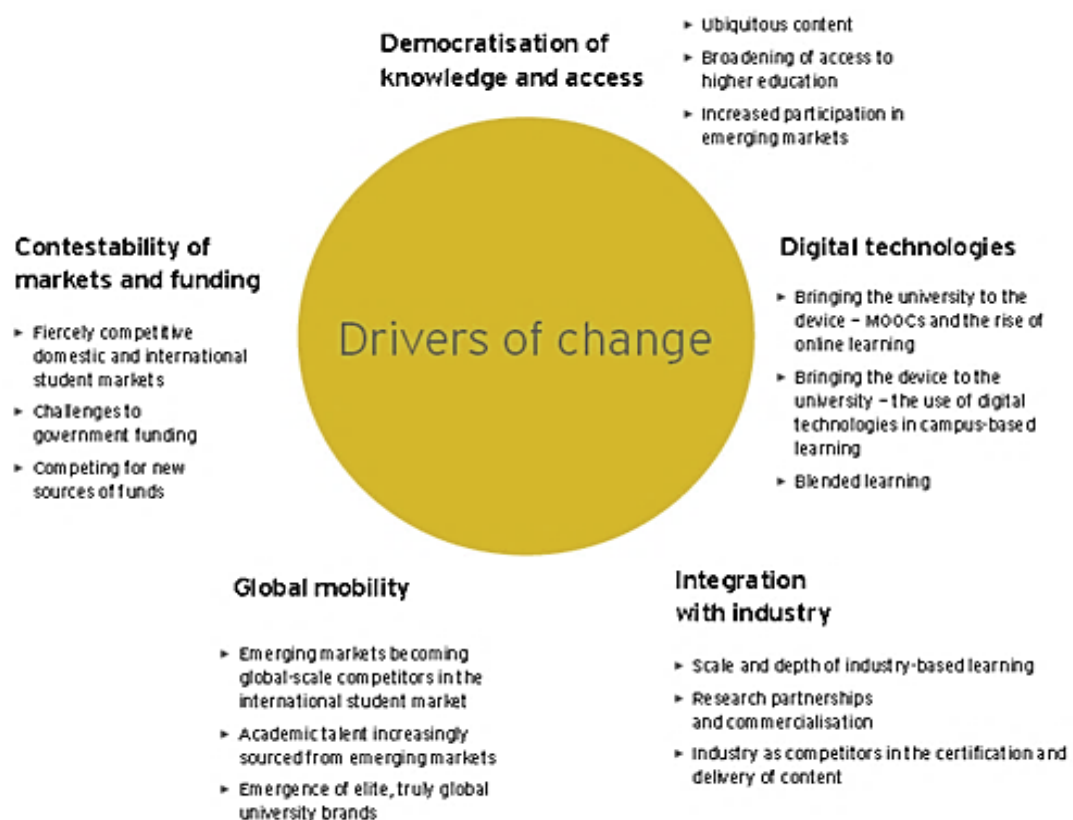 Democratisation of
knowledge and access
► Ubiquitous content
► Broadening of access to
higher education
► Increased participation in
emerging markets
Contestability of
markets and funding
► Fiercely competitive
domestic and international
student markets
► Challenges to
government funding
► Competing for new
sources of funds
Drivers of change
Digital technologies
► Bringing the university to the
device – MOOCs and the rise of
online learning
► Bringing the device to the
university – the use of digital
technologies in campus-based
learning
► Blended learning
Global mobility
► Emerging markets becoming
global-scale competitors in the
international student market
► Academic talent increasingly
sourced from emerging markets
► Emergence of elite, truly global
university brands
Integration
with industry
► Scale and depth of industry-based learning
► Research partnerships
and commercialisation
► Industry as competitors in the certification and
delivery of content